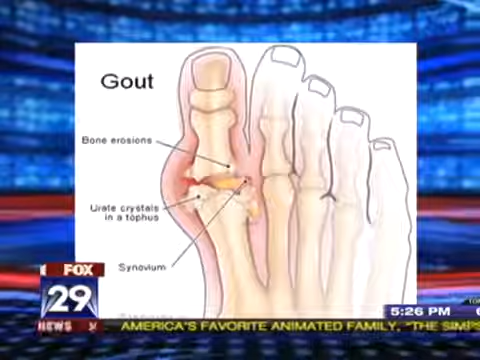 Gout
Bone erosions
Urate crystals
in a tophus
Synovium
FOX
29
NEWS
5:26 PM
AMERICA'S FAVORITE ANIMATED FAMILY, "THE SIM